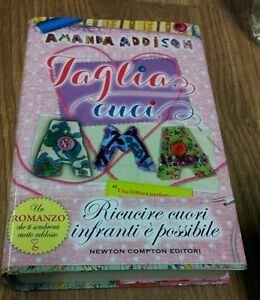 AMANDA ADDISON
Taglia
cuci
AMA
"Una lettura perfetta
Un
ROMANZO
che ti sembrerà
cucito addosso
Ricucire cuori
infranti è possibile
NEWTON COMPTON EDITORI